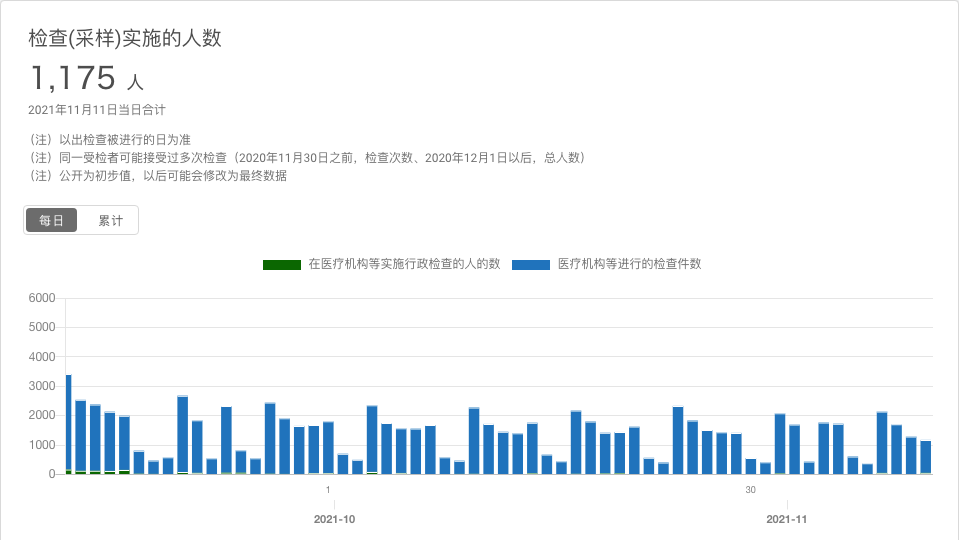 检查(采样)实施的人数
1,175 人
2021年11月11日当日合计
（注）以出检查被进行的日为准
（注）同一受检者可能接受过多次检查（2020年11月30日之前，检查次数、2020年12月1日以后，总人数）
（注）公开为初步值，以后可能会修改为最终数据
每日 累计
在医疗机构等实施行政检查的人的数 医疗机构等进行的检查件数
6000
5000
4000
3000
2000
1000
0
1 30
2021-10 2021-11